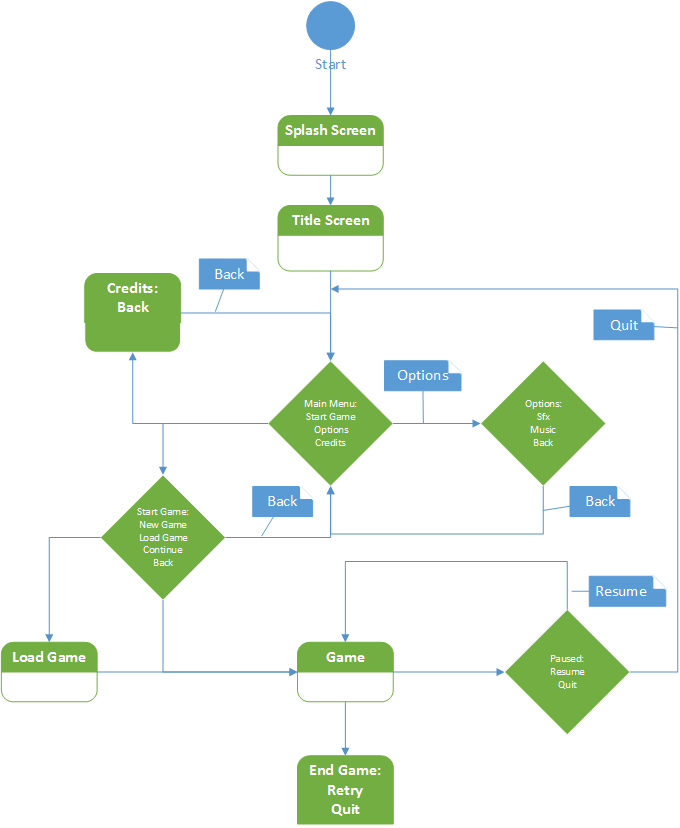 Start
Splash Screen
Title Screen
Back
Credits:
Back
Quit
Options
Main Menu:
Start Game
Options
Credits
Options:
Sfx
Music
Back
Back
Back
Start Game:
New Game
Load Game
Continue
Back
Resume
Load Game
Game
Paused:
Resume
Quit
End Game:
Retry
Quit